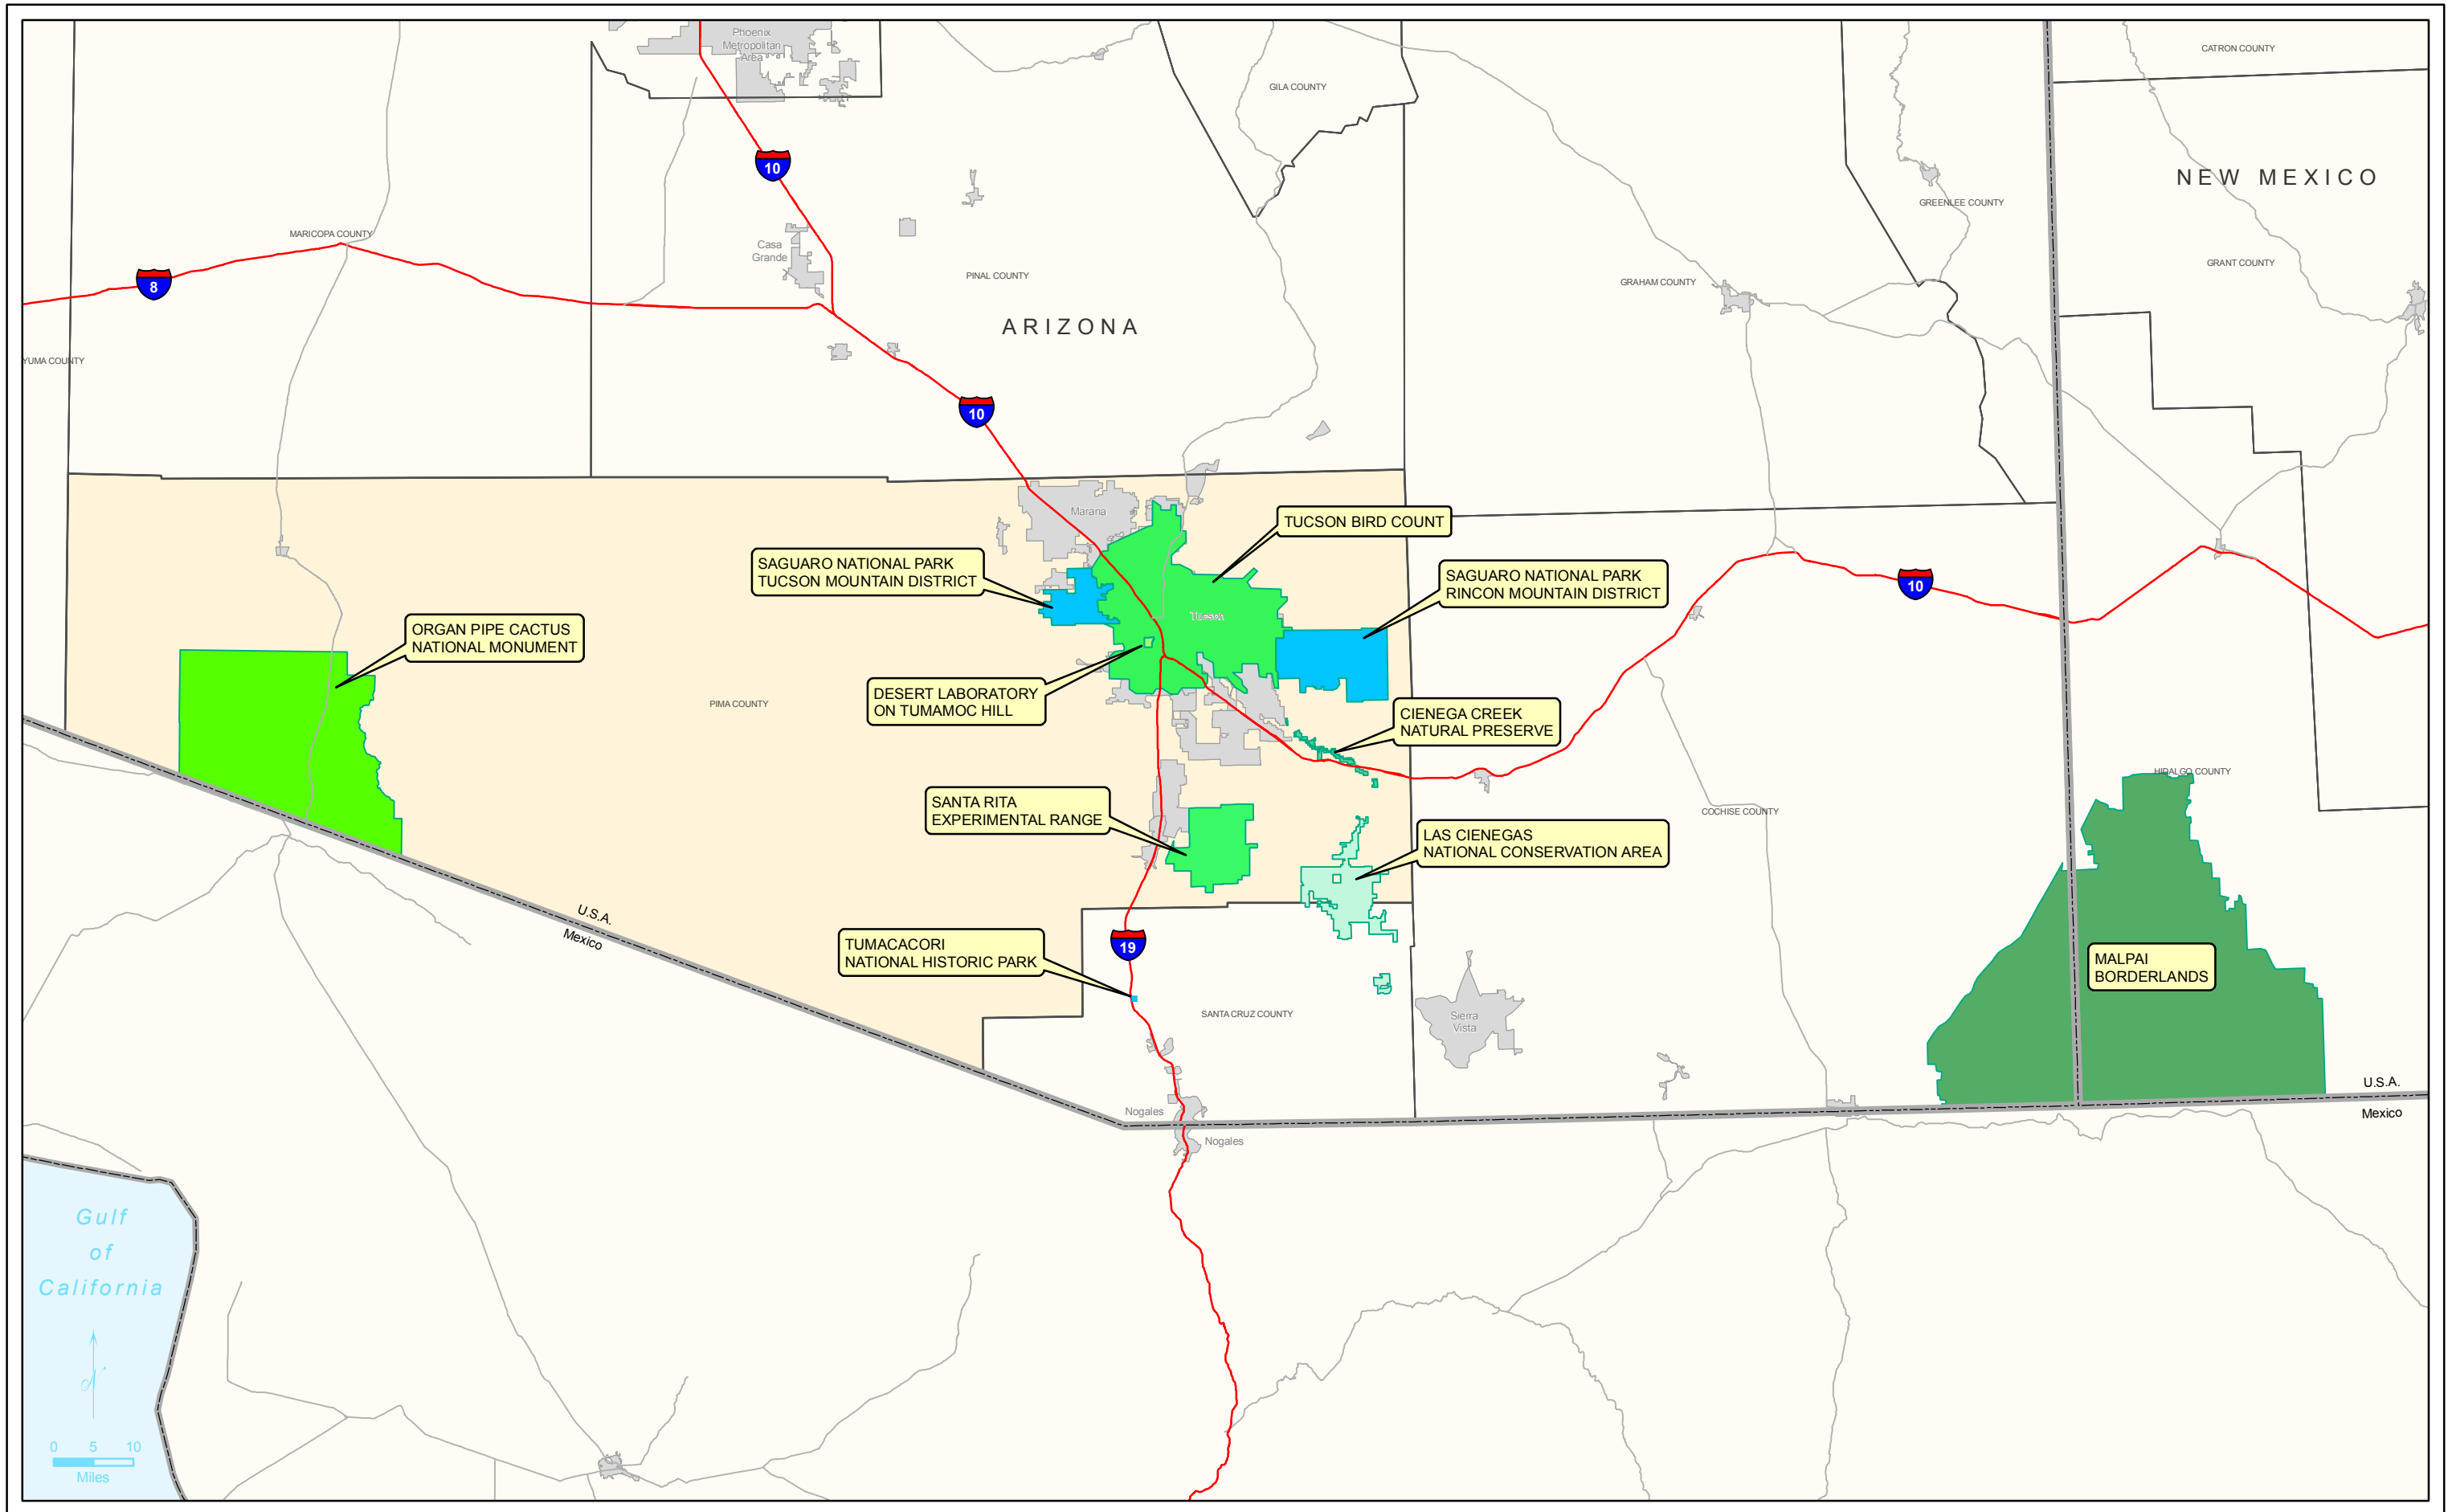 Phoenix
Metropolitan
Area
CATRON COUNTY
GILA COUNTY
10
NEW MEXICO
GREENLEE COUNTY
MARICOPA COUNTY
Casa
Grande
PINAL COUNTY
GRANT COUNTY
GRAHAM COUNTY
8
ARIZONA
YUMA COUNTY
10
Marana
TUCSON BIRD COUNT
SAGUARO NATIONAL PARK
TUCSON MOUNTAIN DISTRICT
SAGUARO NATIONAL PARK
RINCON MOUNTAIN DISTRICT
10
Tucson
ORGAN PIPE CACTUS
NATIONAL MONUMENT
DESERT LABORATORY
ON TUMAMOC HILL
PIMA COUNTY
CIENEGA CREEK
NATURAL PRESERVE
HIDALGO COUNTY
SANTA RITA
EXPERIMENTAL RANGE
COCHISE COUNTY
LAS CIENEGAS
NATIONAL CONSERVATION AREA
U.S.A.
Mexico
TUMACACORI
NATIONAL HISTORIC PARK
19
MALPAI
BORDERLANDS
SANTA CRUZ COUNTY
Sierra
Vista
U.S.A.
Mexico
Nogales
Nogales
Gulf
of
California
N
0 5 10
Miles